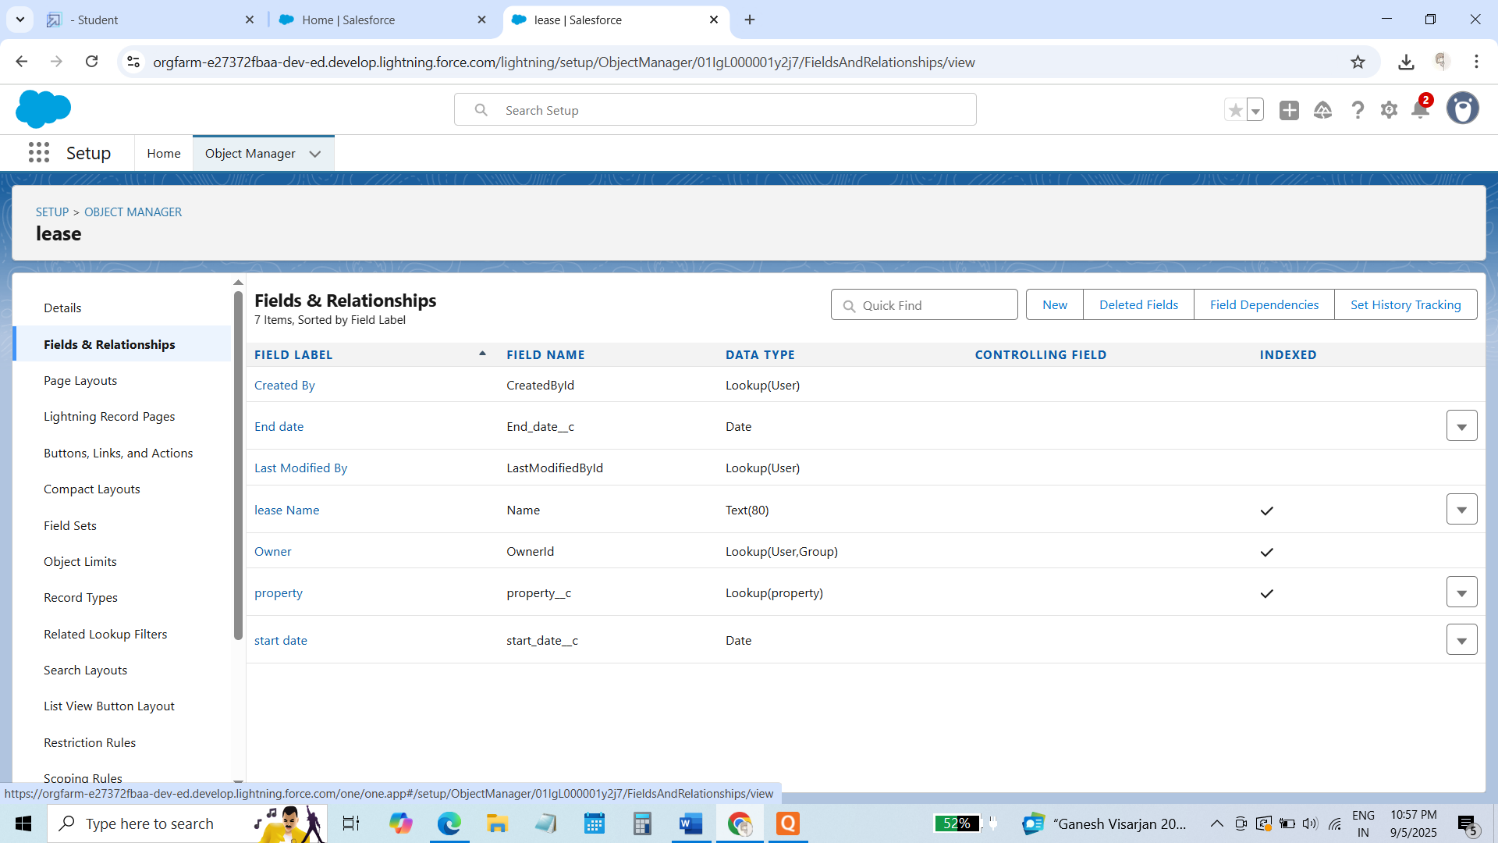 - Student
Home | Salesforce
lease | Salesforce
orgfarm-e27372fbaa-dev-ed.develop.lightning.force.com/lightning/setup/ObjectManager/01IgL000001y2j7/FieldsAndRelationships/view
Search Setup
2
Setup
Home
Object Manager
SETUP > OBJECT MANAGER
lease
Details
Fields & Relationships
Page Layouts
Lightning Record Pages
Buttons, Links, and Actions
Compact Layouts
Field Sets
Object Limits
Record Types
Related Lookup Filters
Search Layouts
List View Button Layout
Restriction Rules
Scoping Rules
Fields & Relationships
7 Items, Sorted by Field Label
Quick Find
New
Deleted Fields
Field Dependencies
Set History Tracking
FIELD LABEL FIELD NAME DATA TYPE CONTROLLING FIELD INDEXED
Created By CreatedById Lookup(User)
End date End_date__c Date
Last Modified By LastModifiedById Lookup(User)
lease Name Name Text(80)
Owner OwnerId Lookup(User,Group)
property property__c Lookup(property)
start date start_date__c Date
https://orgfarm-e27372fbaa-dev-ed.develop.lightning.force.com/one/one.app#/setup/ObjectManager/01IgL000001y2j7/FieldsAndRelationships/view
Type here to search
52%
"Ganesh Visarjan 20...
ENG
IN
10:57 PM
9/5/2025
5